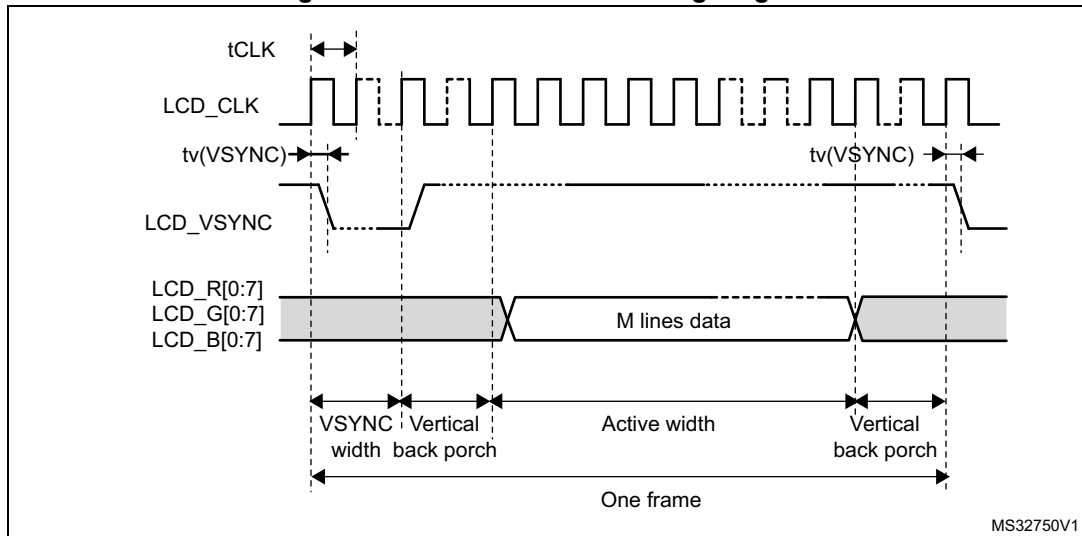 tCLK
LCD_CLK
tv(VSYNC)
tv(VSYNC)
LCD_VSYNC
LCD_R[0:7]
LCD_G[0:7]
LCD_B[0:7]
M lines data
VSYNC
width
Vertical
back porch
Active width
Vertical
back porch
One frame
MS32750V1